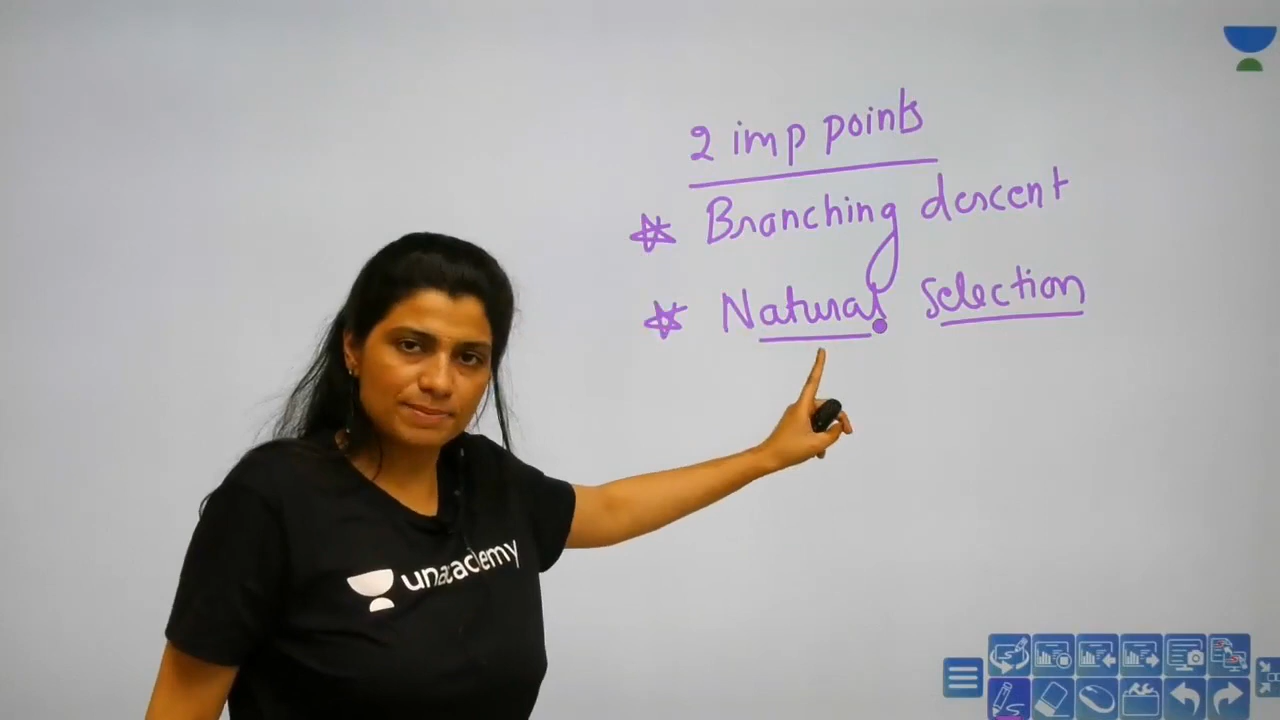 2 imp points
Branching descent
Natural selection
unacademy